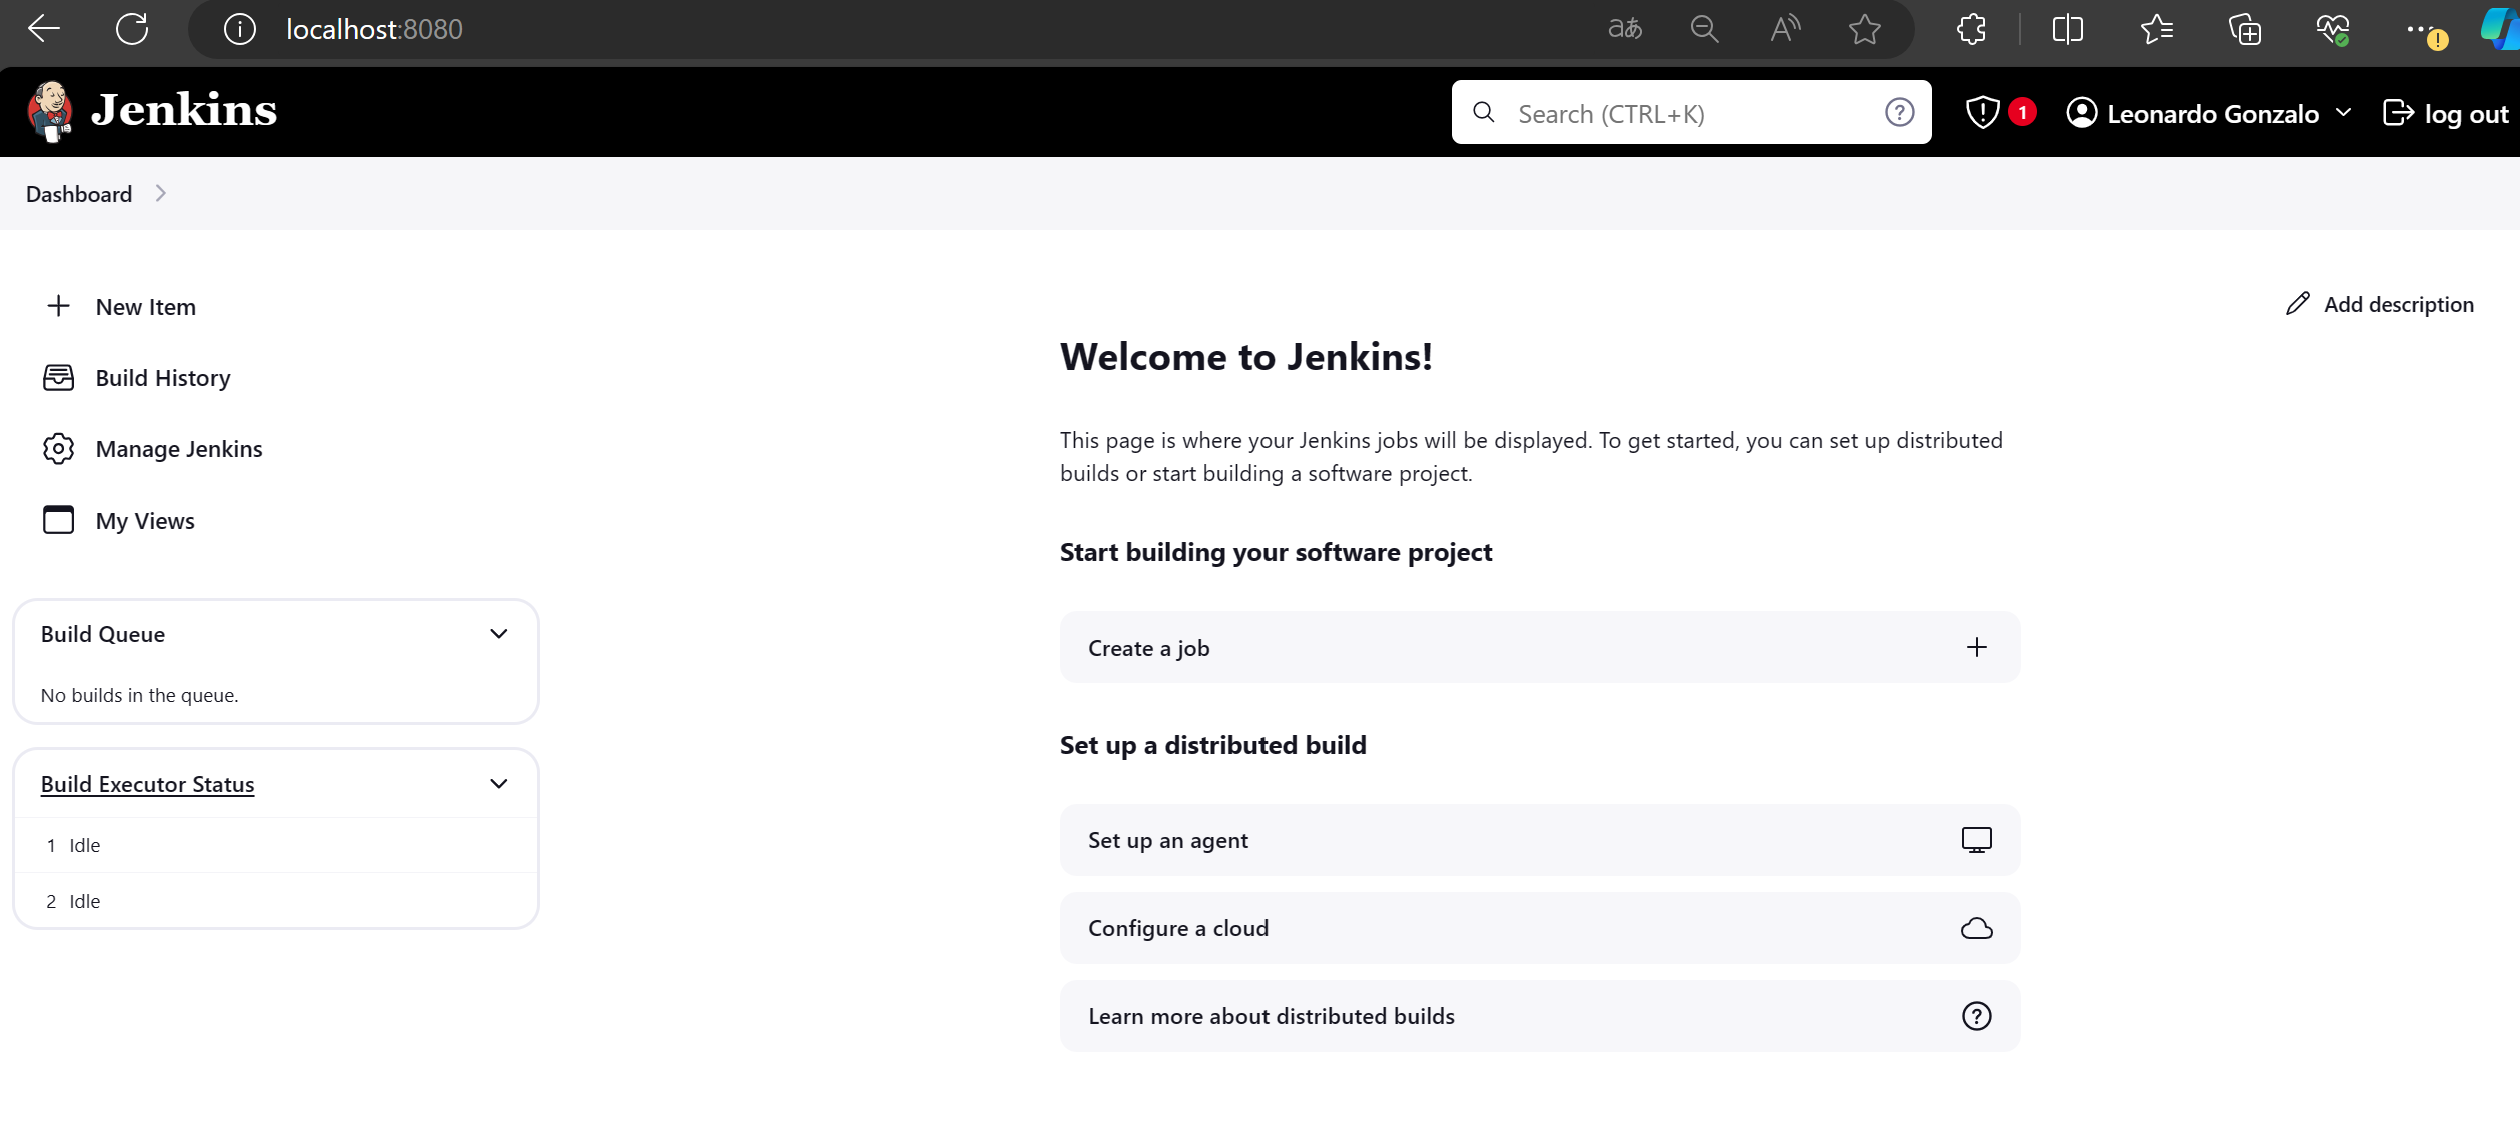 localhost:8080
Jenkins
Search (CTRL+K)
1
Leonardo Gonzalo
log out
Dashboard
New Item
Build History
Manage Jenkins
My Views
Build Queue
No builds in the queue.
Build Executor Status
1 Idle
2 Idle
Add description
Welcome to Jenkins!
This page is where your Jenkins jobs will be displayed. To get started, you can set up distributed
builds or start building a software project.
Start building your software project
Create a job
Set up a distributed build
Set up an agent
Configure a cloud
Learn more about distributed builds